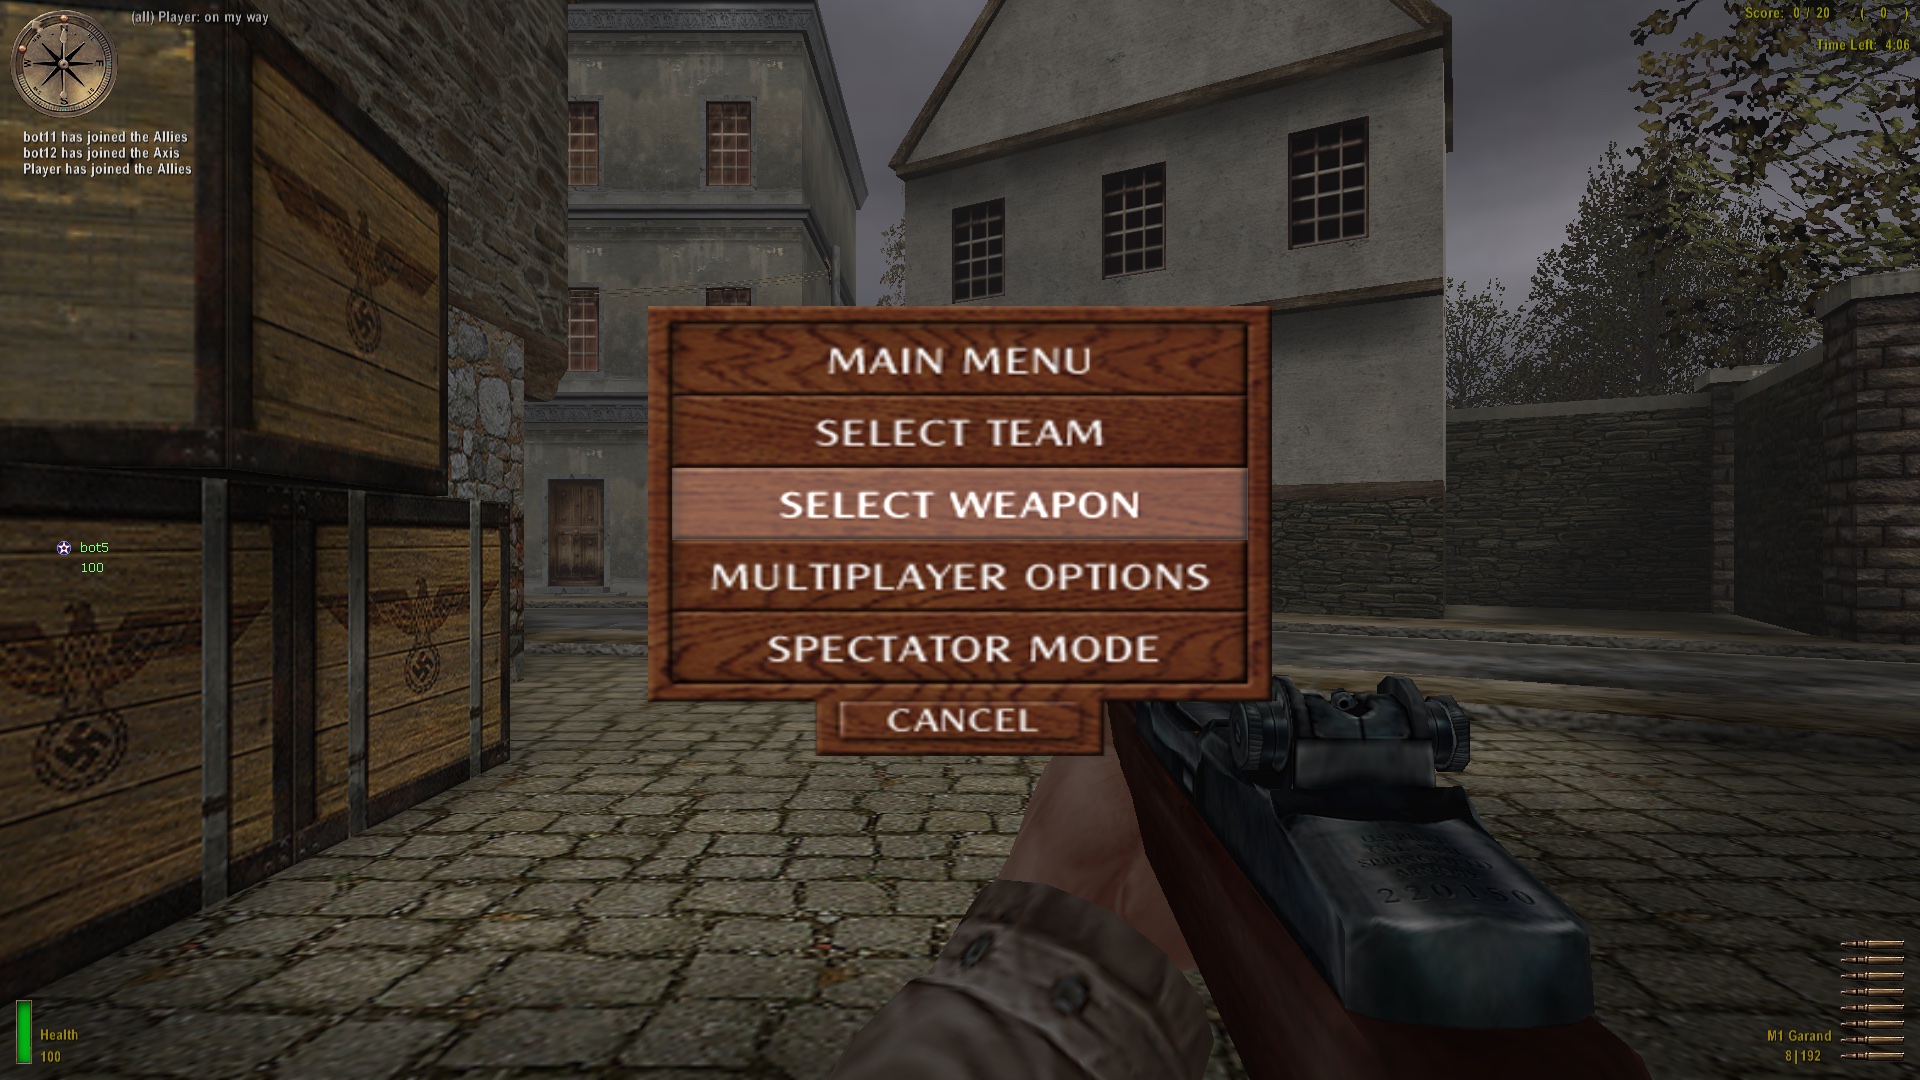 (all) Player: on my way
Score: 0 / 20 ( 0 )
Time Left: 4:06
bot11 has joined the Allies
bot12 has joined the Axis
Player has joined the Allies
MAIN MENU
SELECT TEAM
SELECT WEAPON
bot5
100
MULTIPLAYER OPTIONS
SPECTATOR MODE
CANCEL
220150
Health
100
M1 Garand
8|192